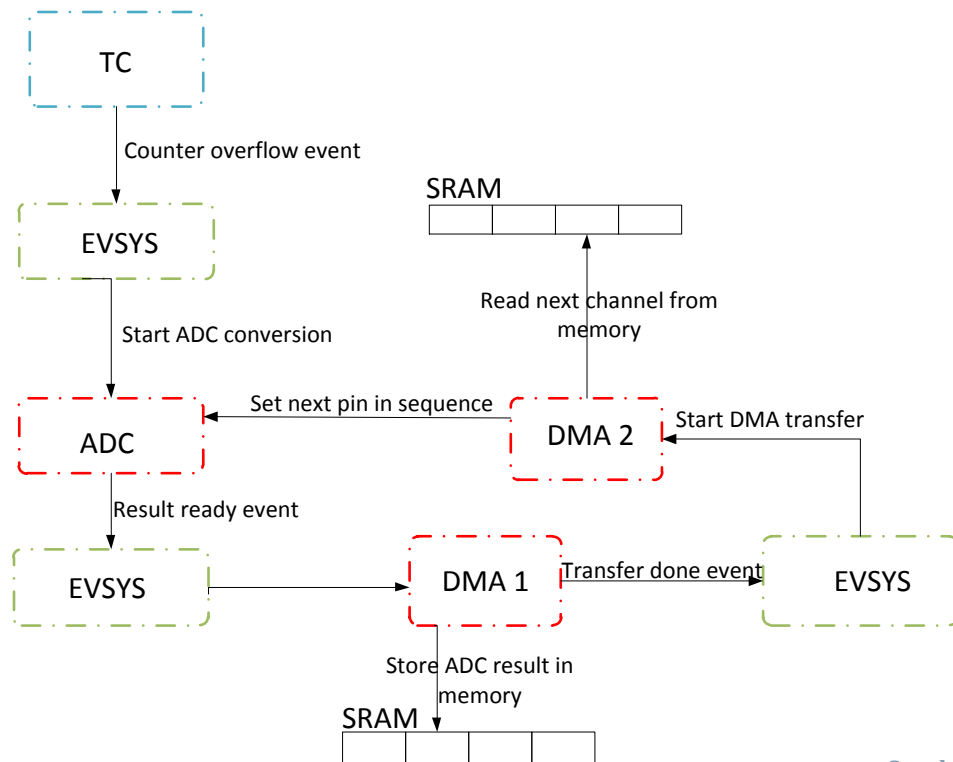 TC
Counter overflow event
SRAM
EVSYS
Read next channel from
memory
Start ADC conversion
Set next pin in sequence
Start DMA transfer
DMA 2
ADC
Result ready event
EVSYS
DMA 1
Transfer done event
EVSYS
Store ADC result in
memory
SRAM